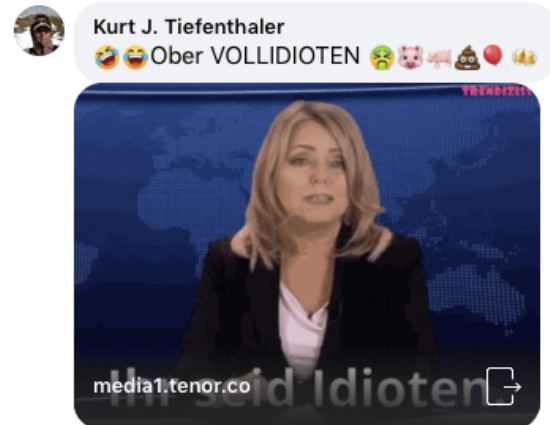 Kurt J. Tiefenthaler
🤣😂Ober VOLLIDIOTEN 🤮🐷🐖💩🎈🍻
TRENDIZISST
media1.tenor.co
Ihr seid Idioten.